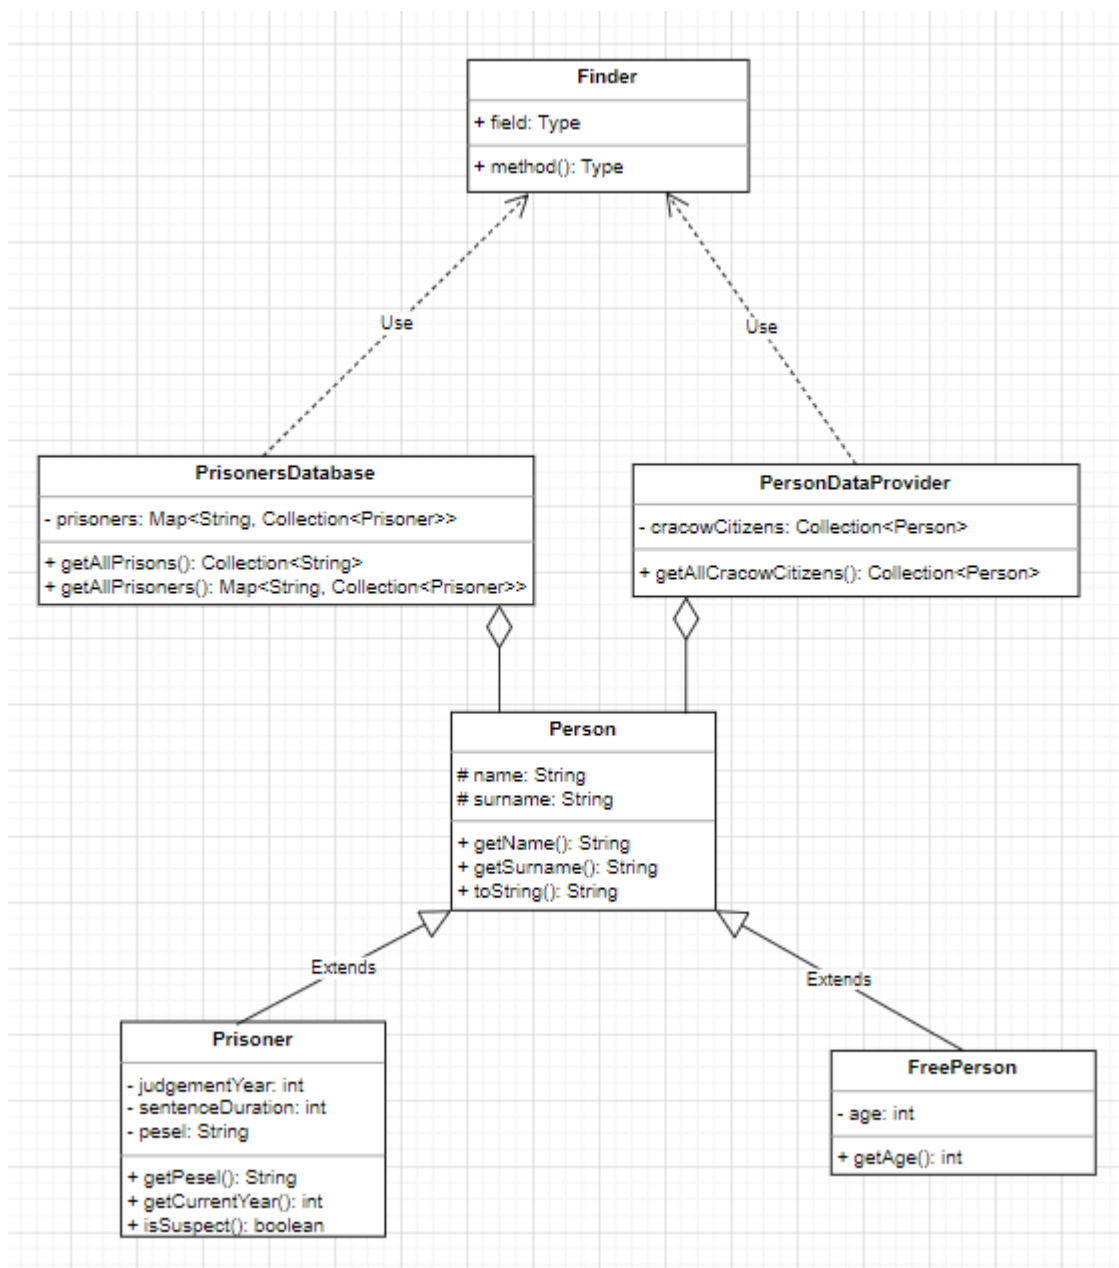 Finder
+ field: Type
+ method(): Type
Use
Use
PrisonersDatabase
- prisoners: Map<String, Collection<Prisoner>>
+ getAllPrisons(): Collection<String>
+ getAllPrisoners(): Map<String, Collection<Prisoner>>
PersonDataProvider
- cracowCitizens: Collection<Person>
+ getAllCracowCitizens(): Collection<Person>
Person
# name: String
# surname: String
+ getName(): String
+ getSurname(): String
+ toString(): String
Extends
Extends
Prisoner
- judgementYear: int
- sentenceDuration: int
- pesel: String
+ getPesel(): String
+ getCurrentYear(): int
+ isSuspect(): boolean
FreePerson
- age: int
+ getAge(): int